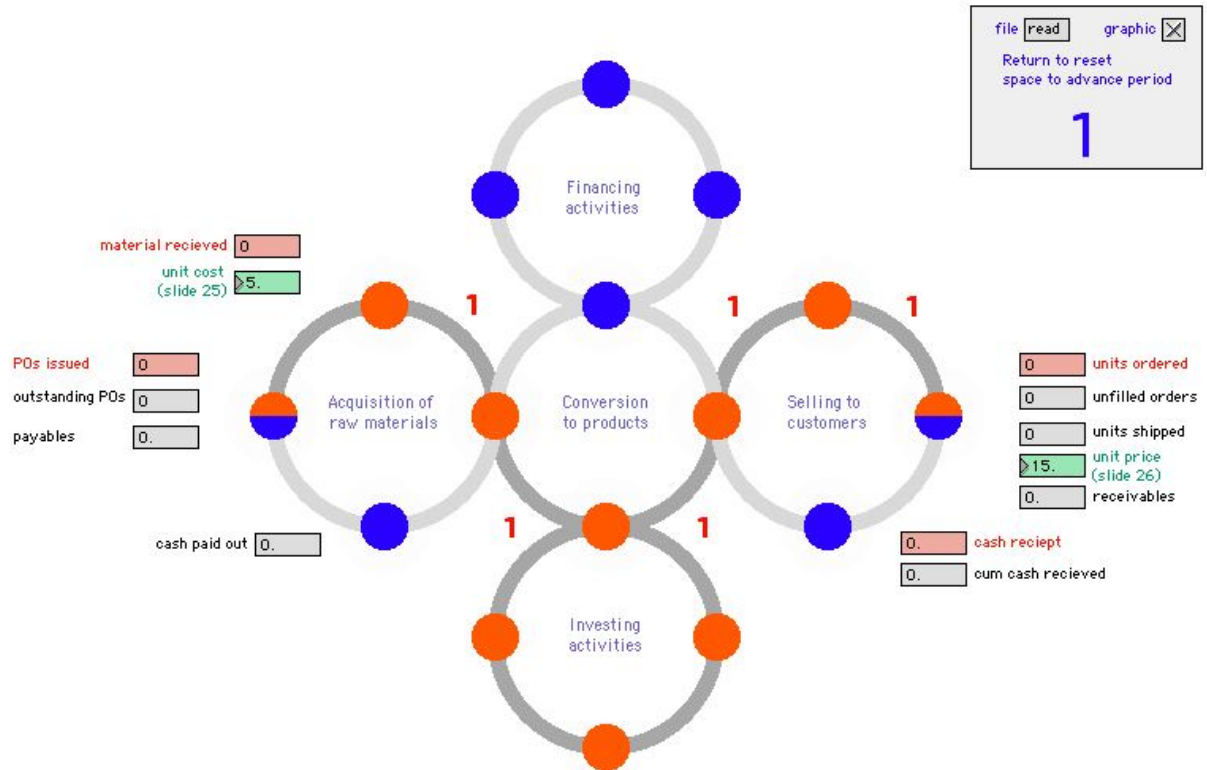 file read graphic
Return to reset
space to advance period
1
Financing
activities
material recieved 0
unit cost
(slide 25) 5.
1
1
1
POs issued 0
outstanding POs 0
payables 0.
Acquisition of
raw materials
Conversion
to products
Selling to
customers
0 units ordered
0 unfilled orders
0 units shipped
15. unit price
(slide 26)
0. receivables
1
1
cash paid out 0.
0. cash reciept
0. cum cash recieved
Investing
activities